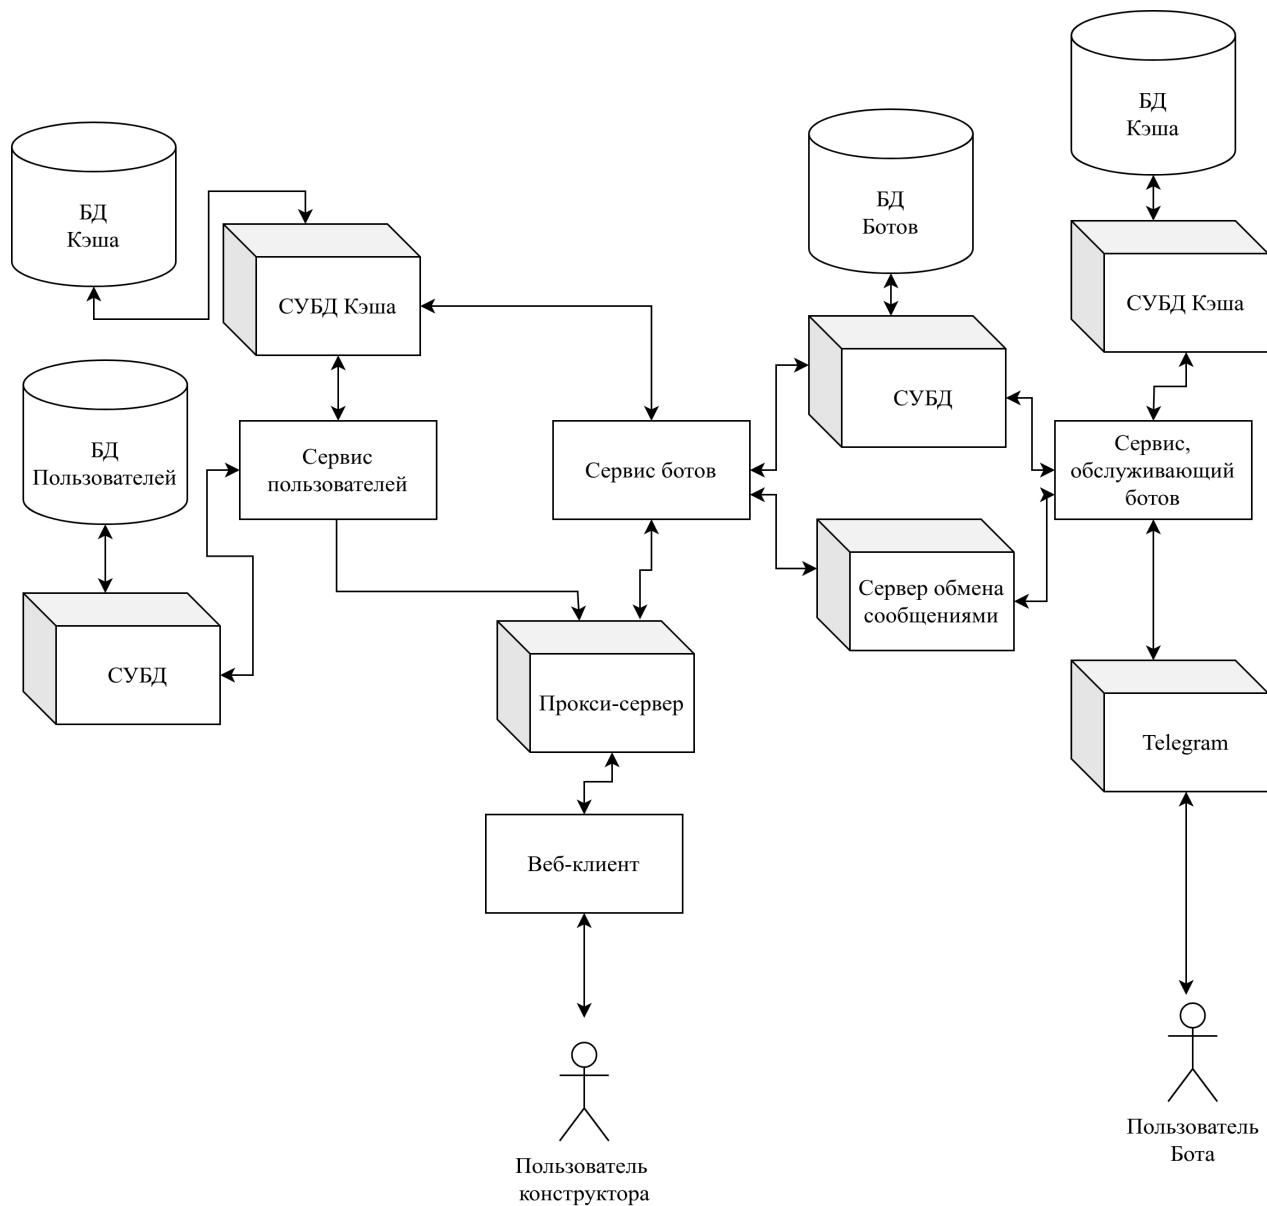 БД
Кэша
БД
Кэша
БД
Ботов
СУБД Кэша
СУБД Кэша
СУБД
БД
Пользователей
Сервис
пользователей
Сервис ботов
Сервис,
обслуживающий
ботов
Сервер обмена
сообщениями
СУБД
Прокси-сервер
Telegram
Веб-клиент
Пользователь
Бота
Пользователь
конструктора